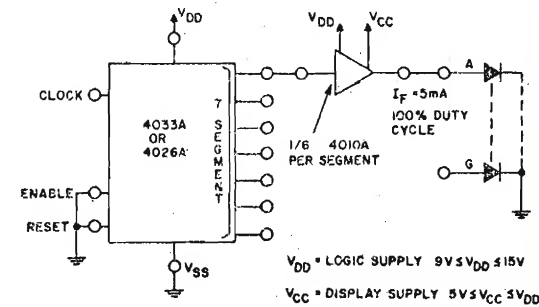 VDD
VDD
VCC
CLOCK
4033A
OR
4026A
7 SEGMENT
A
IF = 5mA
100% DUTY
CYCLE
1/6 4010A
PER SEGMENT
G
ENABLE
RESET
VSS
VDD = LOGIC SUPPLY 9V ≤ VDD ≤ 15V
VCC = DISPLAY SUPPLY 5V ≤ VCC ≤ VDD